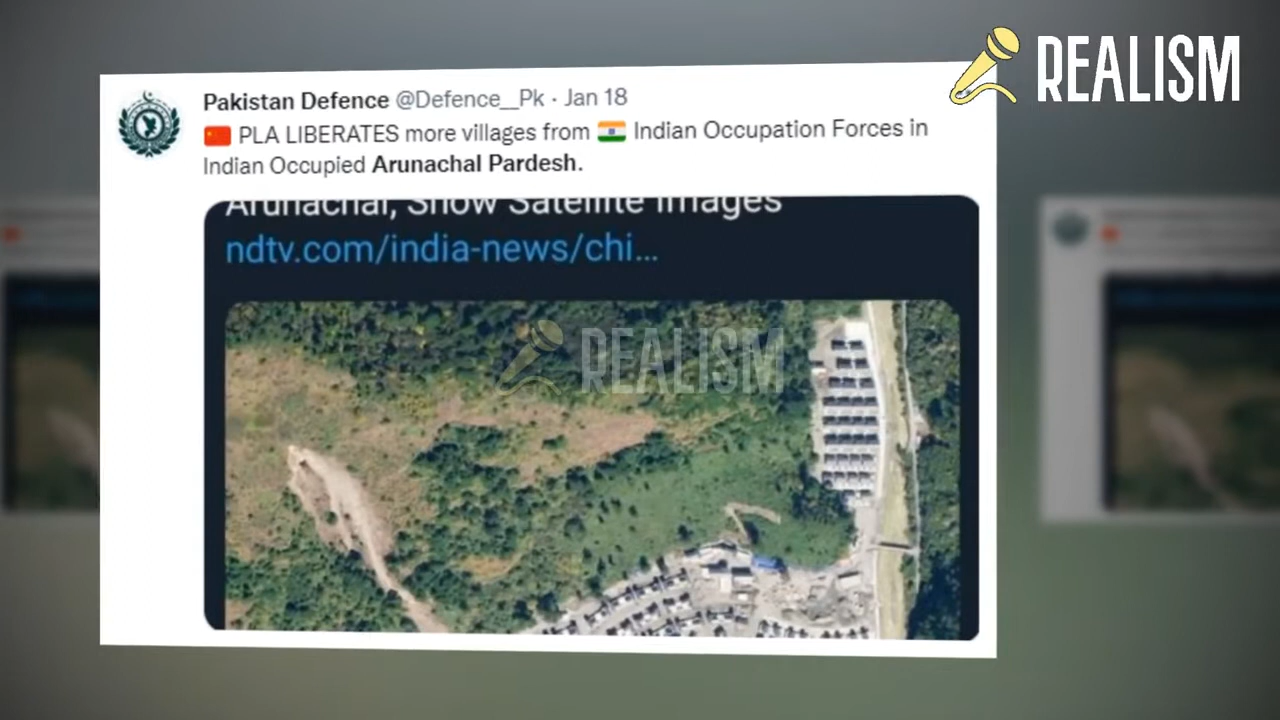 REALISM
Pakistan Defence @Defence__Pk · Jan 18
🇨🇳 PLA LIBERATES more villages from 🇮🇳 Indian Occupation Forces in
Indian Occupied Arunachal Pardesh.
Arunachal, Show Satellite Images
ndtv.com/india-news/chi...
REALISM